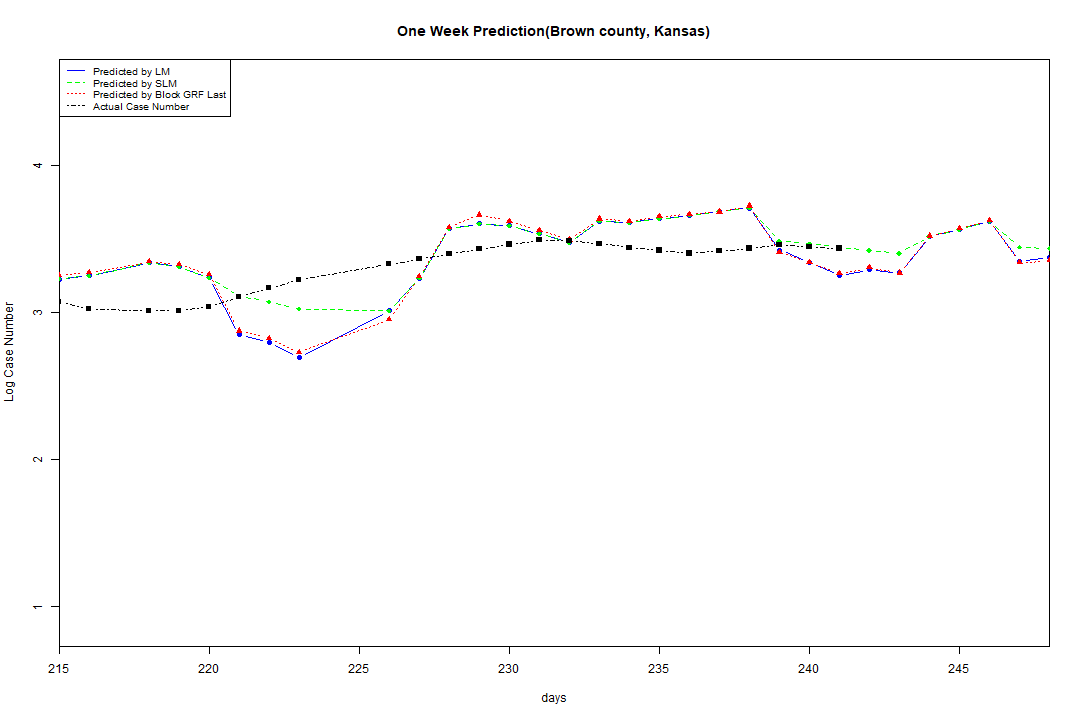 One Week Prediction(Brown county, Kansas)
Predicted by LM
Predicted by SLM
Predicted by Block GRF Last
Actual Case Number
4
3
2
1
Log Case Number
215 220 225 230 235 240 245
days